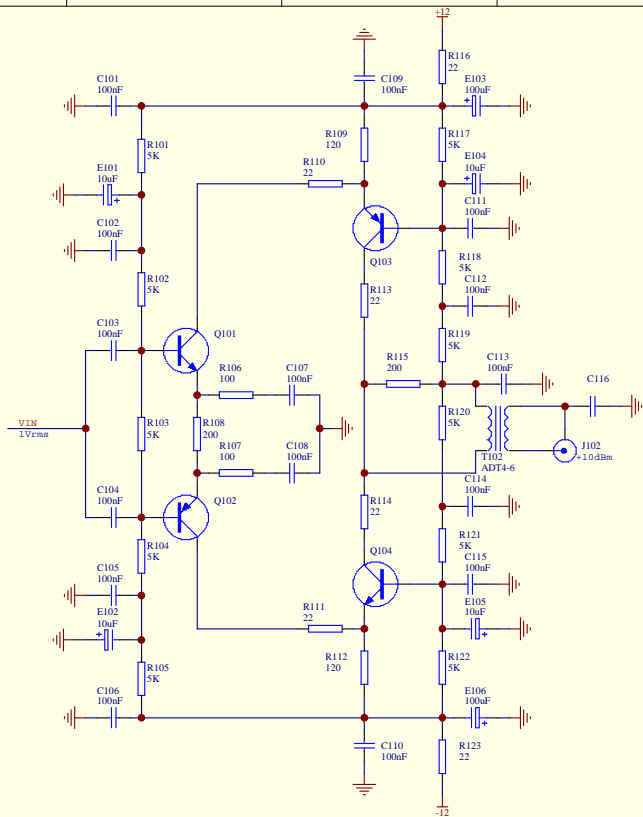 +12
R116
22
C101
100nF
C109
100nF
E103
100uF
R109
120
R117
5K
R101
5K
R110
22
E104
10uF
E101
10uF
C111
100nF
C102
100nF
Q103
R118
5K
C112
100nF
R102
5K
R113
22
C103
100nF
Q101
R119
5K
R115
200
C113
100nF
R106
100
C107
100nF
C116
VIN
1Vrms
R103
5K
R108
200
R120
5K
J102
+10dBm
R107
100
C108
100nF
T102
ADT4-6
C104
100nF
Q102
C114
100nF
R114
22
R104
5K
R121
5K
Q104
C105
100nF
C115
100nF
E102
10uF
R111
22
E105
10uF
R112
120
R105
5K
R122
5K
C106
100nF
E106
100uF
C110
100nF
R123
22
-12